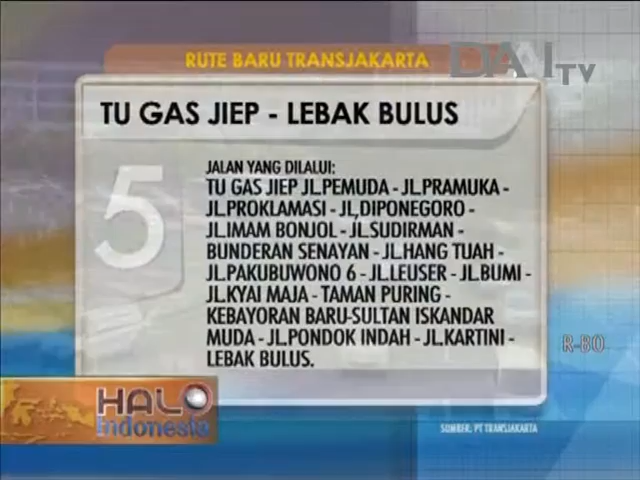 RUTE BARU TRANSJAKARTA
DAAI TV
TU GAS JIEP - LEBAK BULUS
5
JALAN YANG DILALUI:
TU GAS JIEP JL.PEMUDA - JL.PRAMUKA -
JL.PROKLAMASI - JL,DIPONEGORO -
JL.IMAM BONJOL - JL.SUDIRMAN -
BUNDERAN SENAYAN - JL.HANG TUAH -
JL.PAKUBUWONO 6 - JL.LEUSER - JL.BUMI -
JL.KYAI MAJA - TAMAN PURING -
KEBAYORAN BARU-SULTAN ISKANDAR
MUDA - JL.PONDOK INDAH - JL.KARTINI -
LEBAK BULUS.
R-BO
HALO
Indonesia
SUMBER: PT TRANSJAKARTA